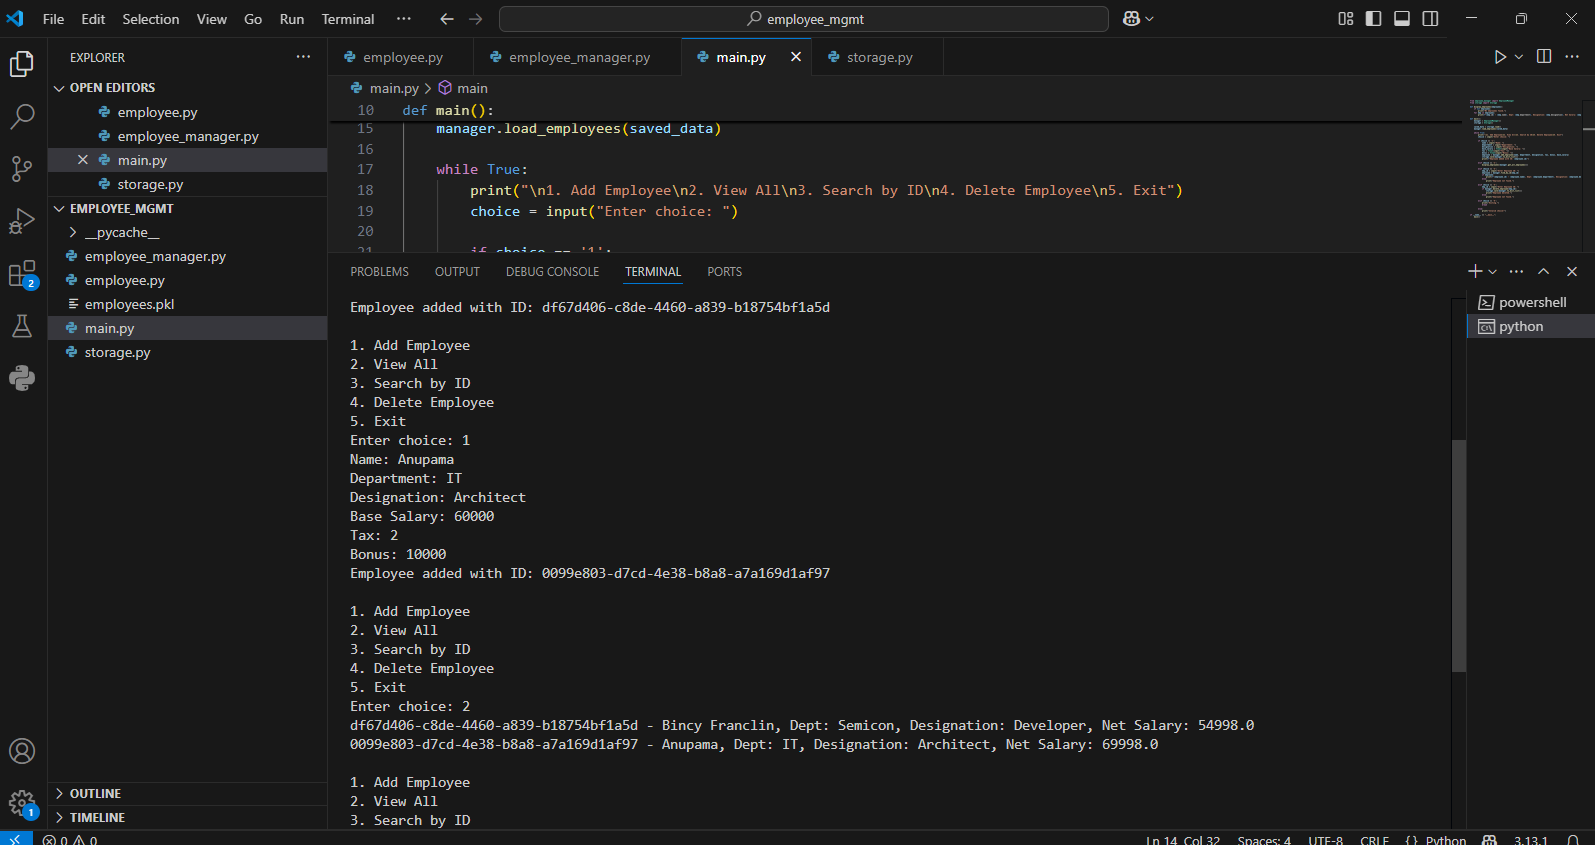 File Edit Selection View Go Run Terminal ··· employee_mgmt
EXPLORER ···
OPEN EDITORS
employee.py
employee_manager.py
main.py
storage.py
EMPLOYEE_MGMT
__pycache__
employee_manager.py
employee.py
employees.pkl
main.py
storage.py
OUTLINE
TIMELINE
2
1
employee.py employee_manager.py main.py storage.py
main.py > main
10 def main():
15 manager.load_employees(saved_data)
16
17 while True:
18 print("\n1. Add Employee\n2. View All\n3. Search by ID\n4. Delete Employee\n5. Exit")
19 choice = input("Enter choice: ")
20
21 if choice == '1':
PROBLEMS OUTPUT DEBUG CONSOLE TERMINAL PORTS
Employee added with ID: df67d406-c8de-4460-a839-b18754bf1a5d
1. Add Employee
2. View All
3. Search by ID
4. Delete Employee
5. Exit
Enter choice: 1
Name: Anupama
Department: IT
Designation: Architect
Base Salary: 60000
Tax: 2
Bonus: 10000
Employee added with ID: 0099e803-d7cd-4e38-b8a8-a7a169d1af97
1. Add Employee
2. View All
3. Search by ID
4. Delete Employee
5. Exit
Enter choice: 2
df67d406-c8de-4460-a839-b18754bf1a5d - Bincy Franclin, Dept: Semicon, Designation: Developer, Net Salary: 54998.0
0099e803-d7cd-4e38-b8a8-a7a169d1af97 - Anupama, Dept: IT, Designation: Architect, Net Salary: 69998.0
1. Add Employee
2. View All
3. Search by ID
powershell
python
0 0 Ln 14, Col 32 Spaces: 4 UTF-8 CRLF {} Python 3.13.1